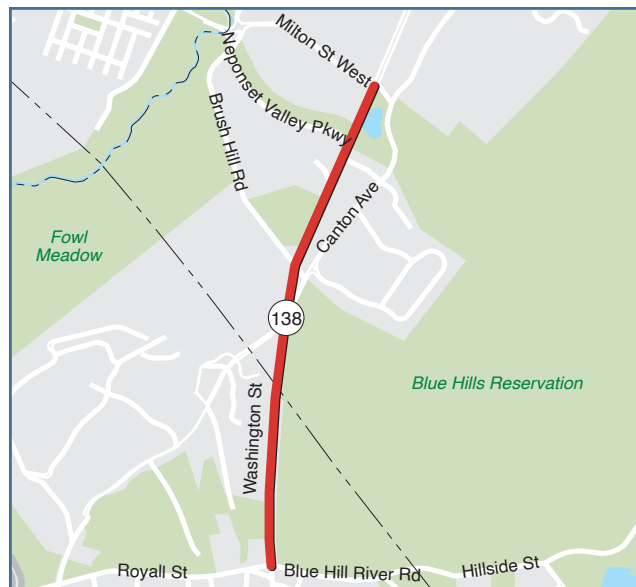 Milton St West
Neponset Valley Pkwy
Brush Hill Rd
Canton Ave
Fowl
Meadow
138
Blue Hills Reservation
Washington St
Royall St
Blue Hill River Rd
Hillside St